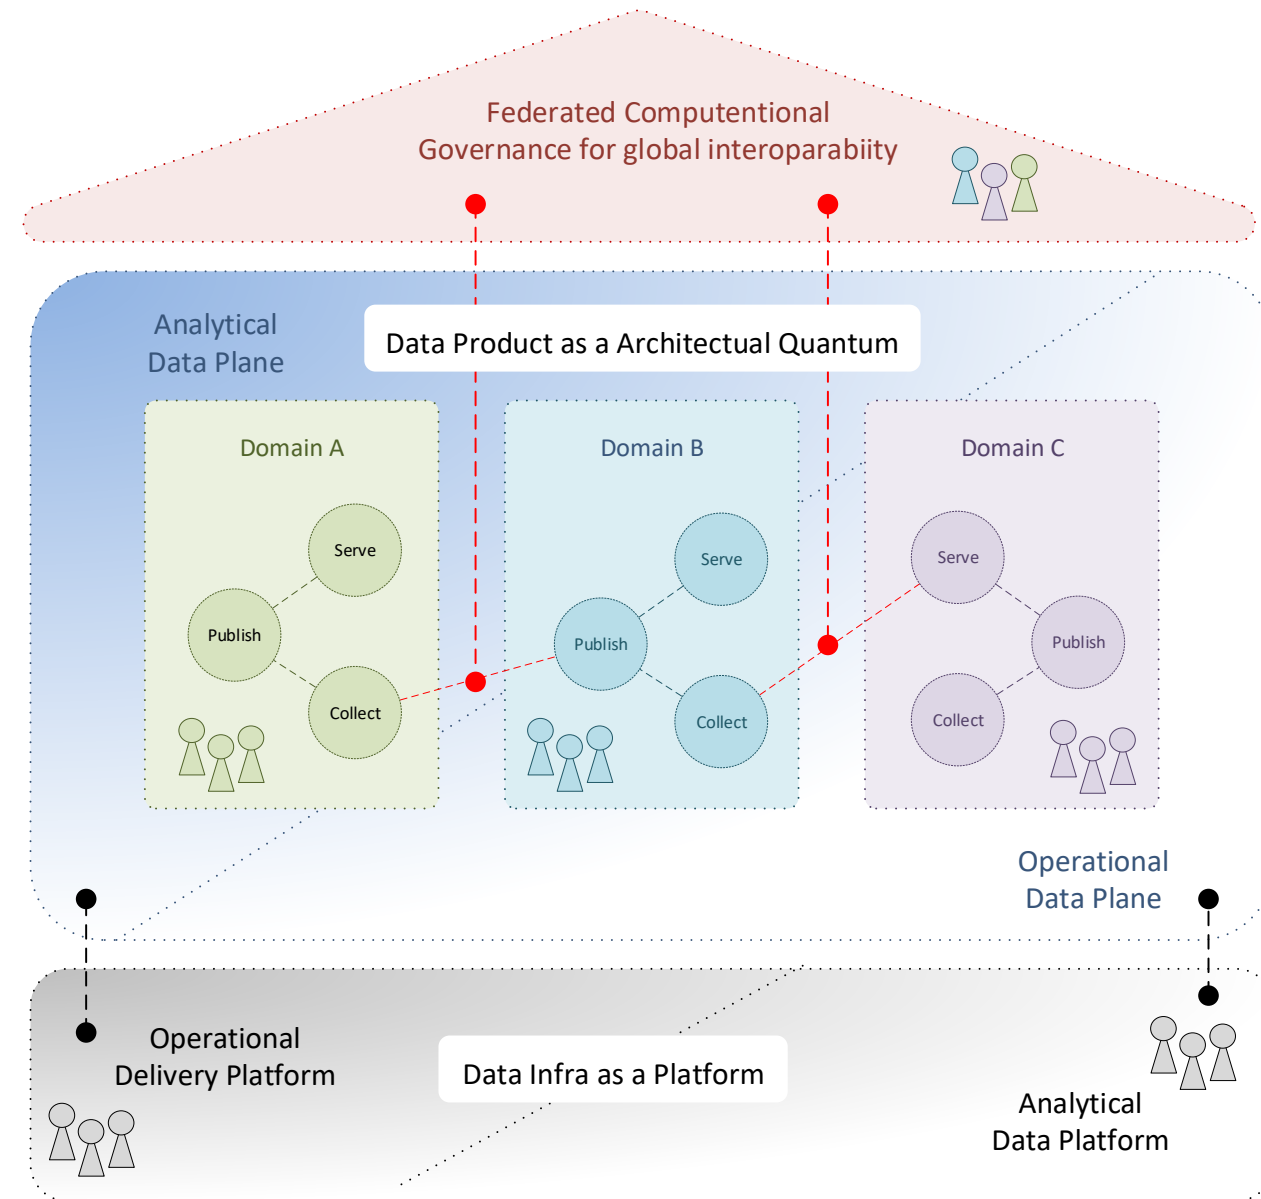 Federated Computentional
Governance for global interoparabiity
Analytical
Data Plane
Data Product as a Architectual Quantum
Domain A
Serve
Publish
Collect
Domain B
Serve
Publish
Collect
Domain C
Serve
Publish
Collect
Operational
Data Plane
Operational
Delivery Platform
Data Infra as a Platform
Analytical
Data Platform